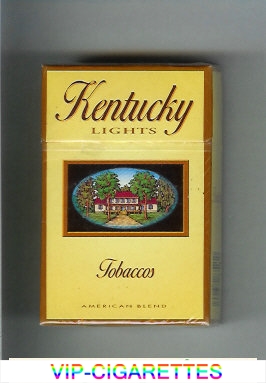 Kentucky
LIGHTS
Tobaccos
AMERICAN BLEND
VIP-CIGARETTES